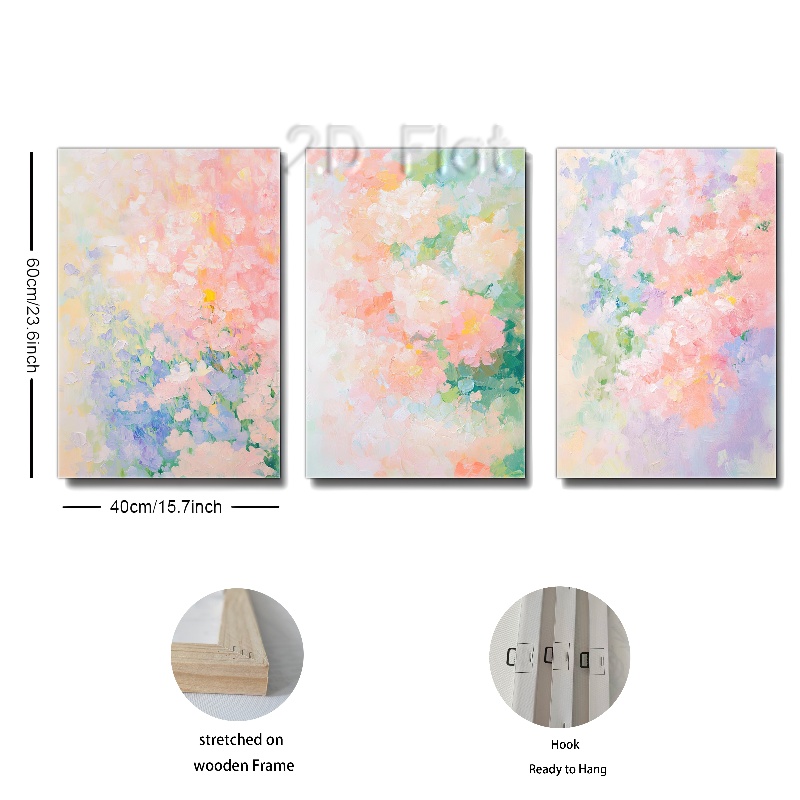 2D Flat
60cm/23.6inch
40cm/15.7inch
stretched on
wooden Frame
Hook
Ready to Hang